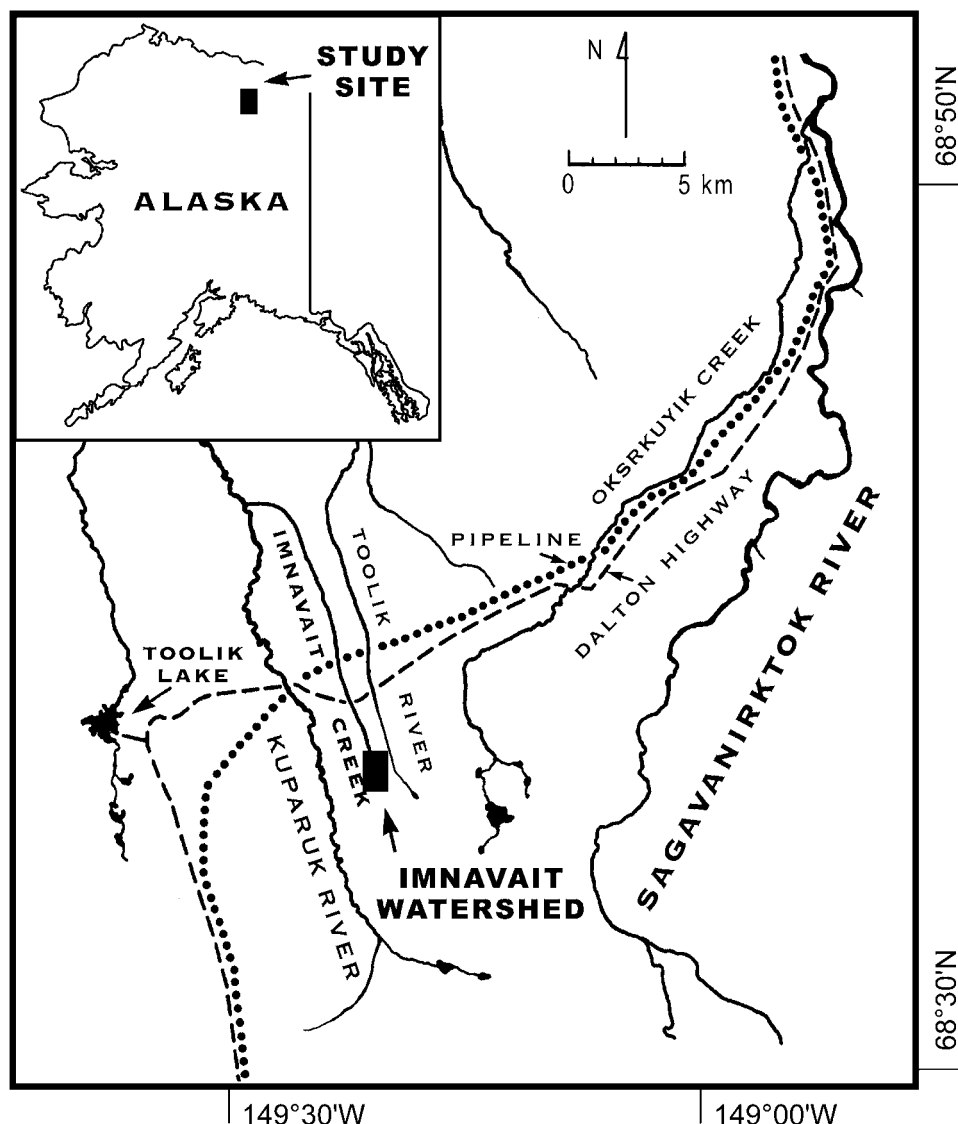 STUDY
SITE
ALASKA
N
0 5 km
68°50'N
OKSRKUYIK CREEK
PIPELINE
DALTON HIGHWAY
SAGAVANIRKTOK RIVER
IMNAVAIT
CREEK
TOOLIK
RIVER
TOOLIK
LAKE
KUPARUK RIVER
IMNAVAIT
WATERSHED
68°30'N
149°30'W
149°00'W